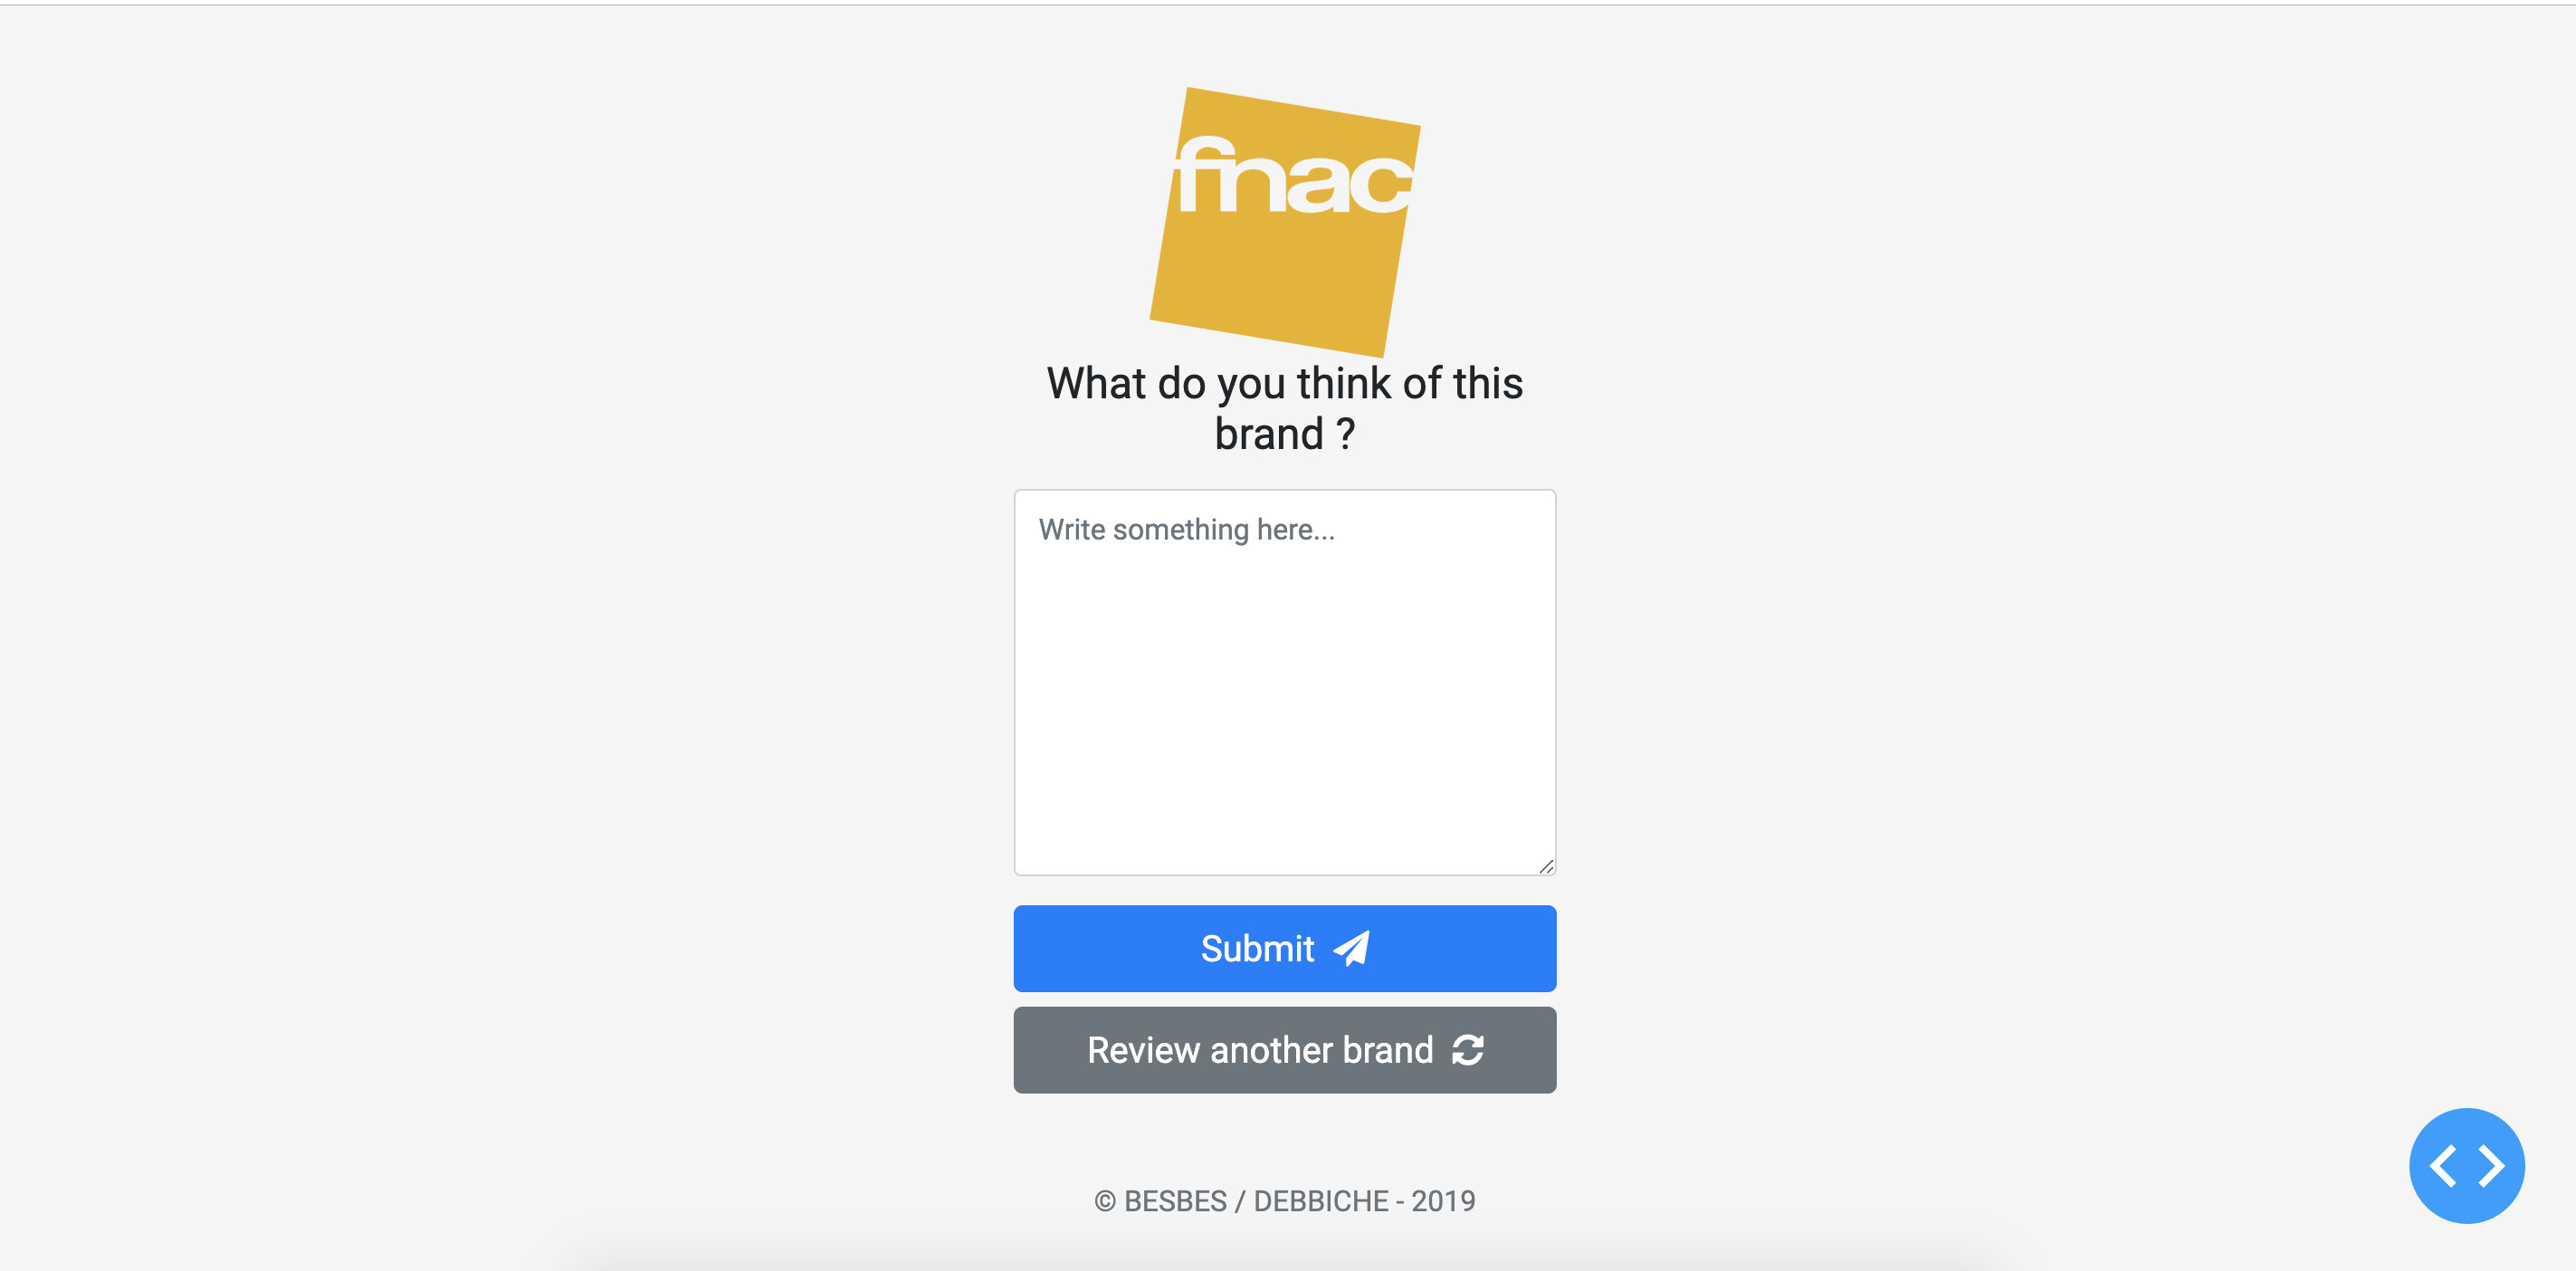 fnac
What do you think of this
brand ?
Write something here...
Submit
Review another brand
© BESBES / DEBBICHE - 2019